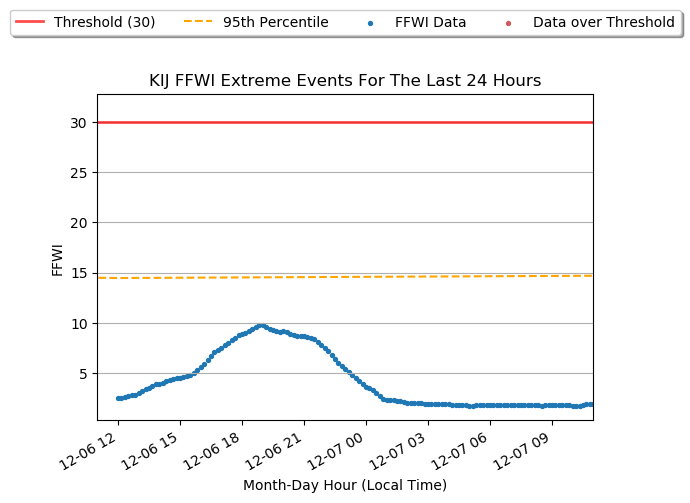 Threshold (30) 95th Percentile FFWI Data Data over Threshold
KIJ FFWI Extreme Events For The Last 24 Hours
30
25
20
15
10
5
FFWI
12-06 12 12-06 15 12-06 18 12-06 21 12-07 00 12-07 03 12-07 06 12-07 09
Month-Day Hour (Local Time)